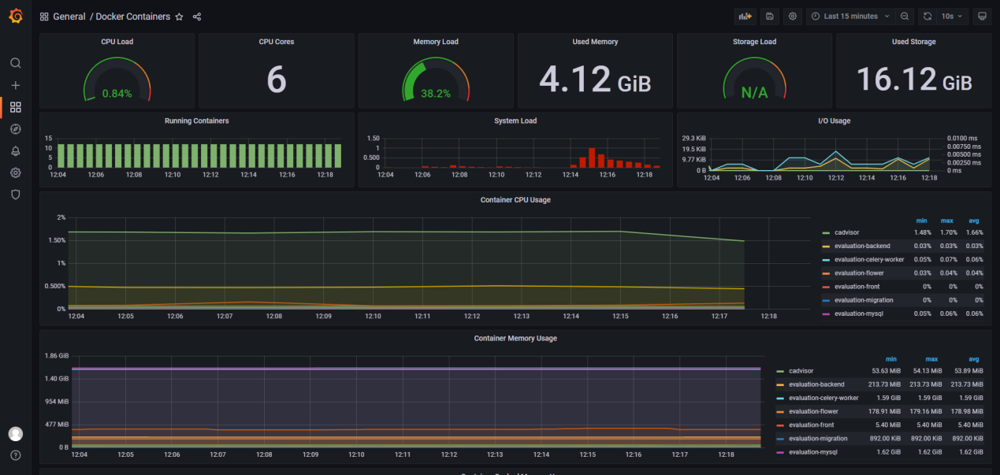 General / Docker Containers
Last 15 minutes
10s
CPU Load
CPU Cores
Memory Load
Used Memory
Storage Load
Used Storage
0.84%
6
38.2%
4.12 GiB
N/A
16.12 GiB
Running Containers
System Load
I/O Usage
15
10
5
0
12:04 12:06 12:08 12:10 12:12 12:14 12:16 12:18
1.50
1
0.500
0
12:04 12:06 12:08 12:10 12:12 12:14 12:16 12:18
29.3 KiB
19.5 KiB
9.77 KiB
0 B
0.0100 ms
0.00750 ms
0.00500 ms
0.00250 ms
0 ms
12:04 12:06 12:08 12:10 12:12 12:14 12:16 12:18
Container CPU Usage
2%
1.50%
1%
0.500%
0%
12:04 12:05 12:06 12:07 12:08 12:09 12:10 12:11 12:12 12:13 12:14 12:15 12:16 12:17 12:18
min max avg
cadvisor 1.48% 1.70% 1.66%
evaluation-backend 0.03% 0.03% 0.03%
evaluation-celery-worker 0.05% 0.07% 0.06%
evaluation-flower 0.03% 0.04% 0.04%
evaluation-front 0% 0% 0%
evaluation-migration 0% 0% 0%
evaluation-mysql 0.05% 0.06% 0.06%
Container Memory Usage
1.86 GiB
1.40 GiB
954 MiB
477 MiB
0 B
12:04 12:05 12:06 12:07 12:08 12:09 12:10 12:11 12:12 12:13 12:14 12:15 12:16 12:17 12:18
min max avg
cadvisor 53.63 MiB 54.13 MiB 53.89 MiB
evaluation-backend 213.73 MiB 213.73 MiB 213.73 MiB
evaluation-celery-worker 1.59 GiB 1.59 GiB 1.59 GiB
evaluation-flower 178.91 MiB 179.16 MiB 178.98 MiB
evaluation-front 5.40 MiB 5.40 MiB 5.40 MiB
evaluation-migration 892.00 KiB 892.00 KiB 892.00 KiB
evaluation-mysql 1.62 GiB 1.62 GiB 1.62 GiB